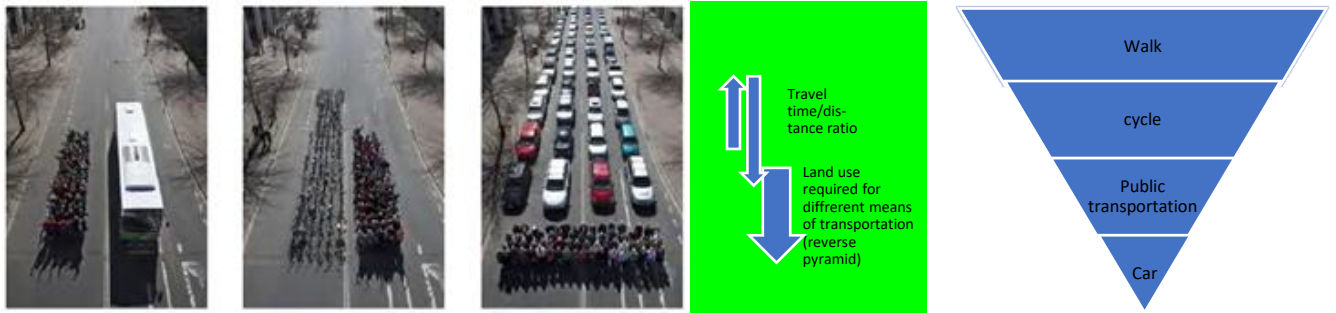 Travel
time/dis-
tance ratio
Land use
required for
diffrerent means
of transportation
(reverse
pyramid)
Walk
cycle
Public
transportation
Car